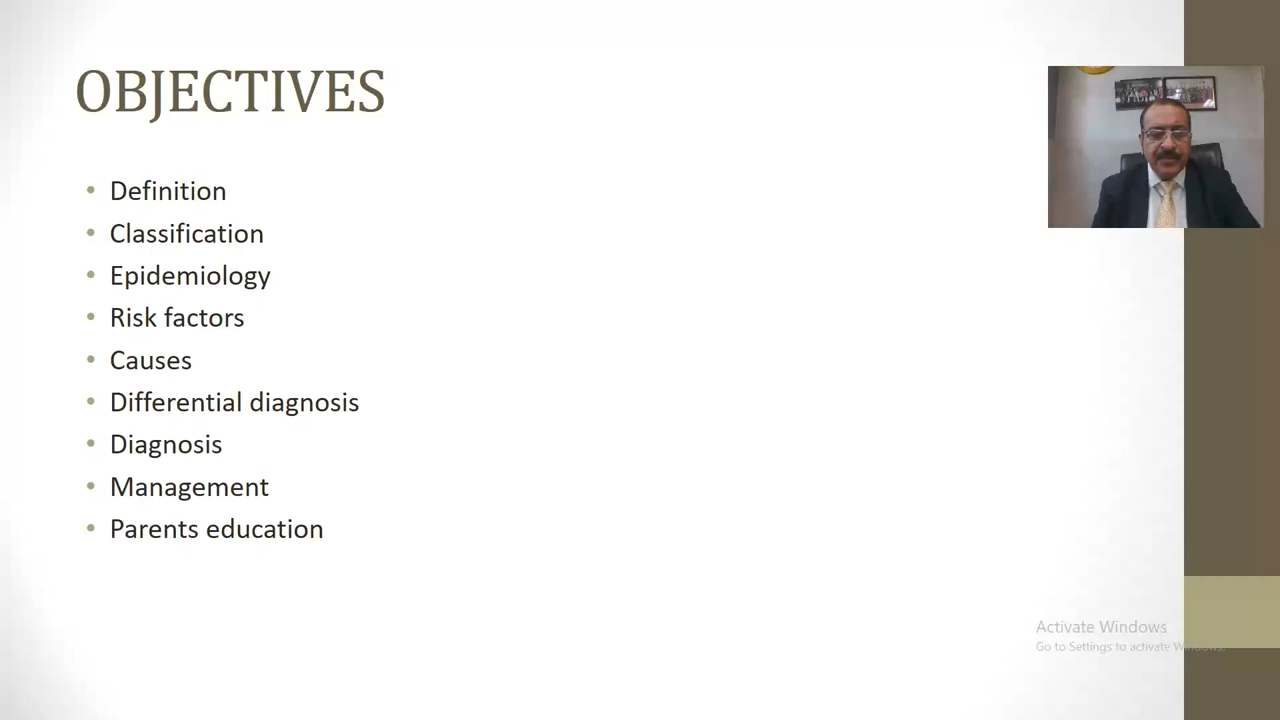 OBJECTIVES
• Definition
• Classification
• Epidemiology
• Risk factors
• Causes
• Differential diagnosis
• Diagnosis
• Management
• Parents education
Activate Windows
Go to Settings to activate Windows.